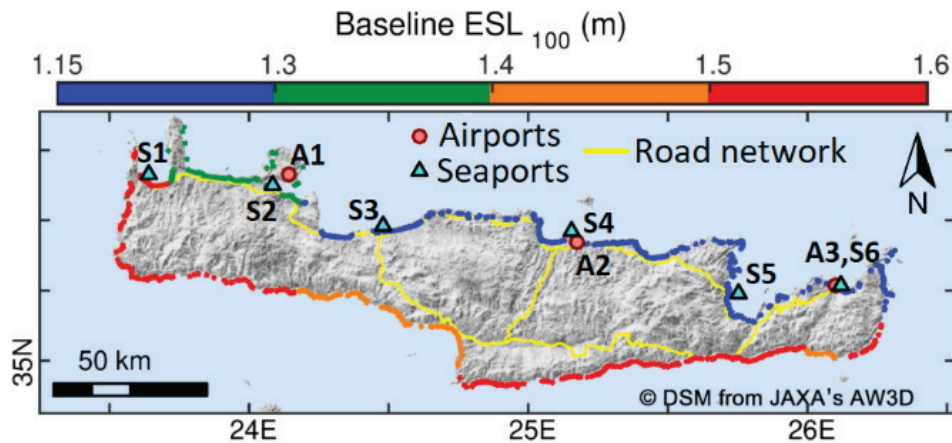 Baseline ESL 100 (m)
1.15 1.3 1.4 1.5 1.6
Airports
Seaports
Road network
N
S1
A1
S2
S3
S4
A2
S5
A3,S6
50 km
35N
© DSM from JAXA's AW3D
24E 25E 26E